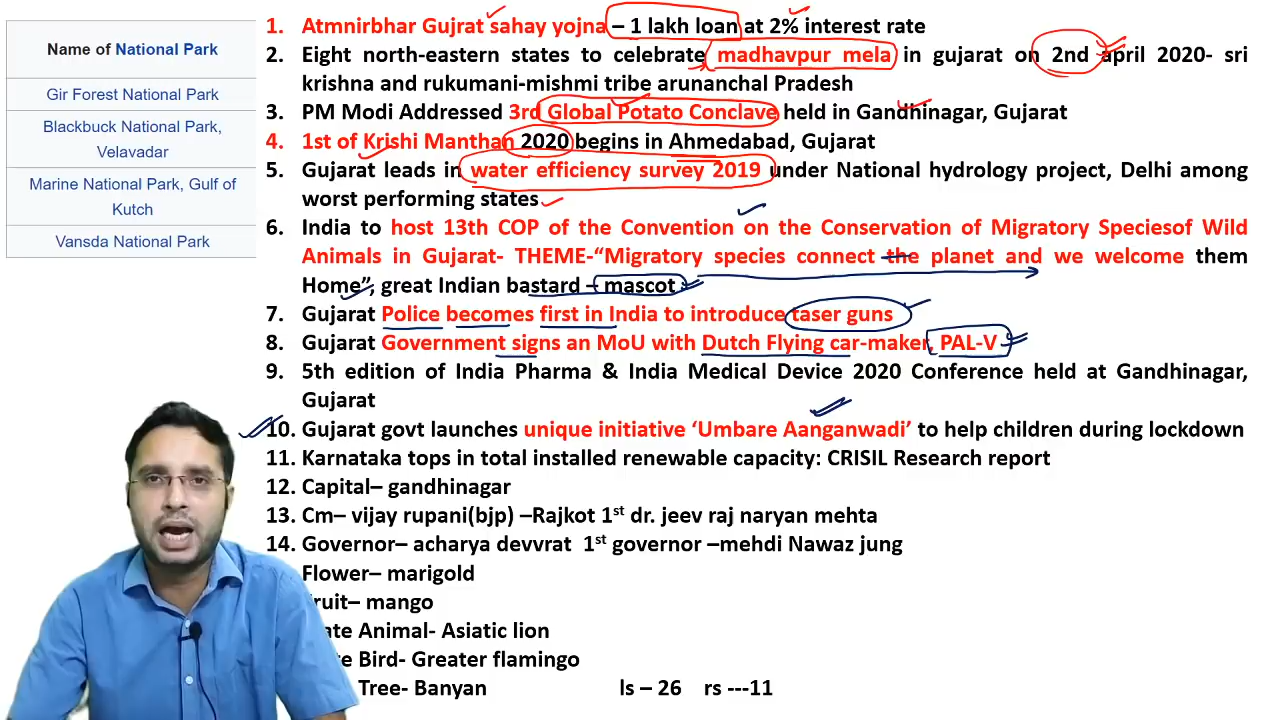 Name of National Park
Gir Forest National Park
Blackbuck National Park,
Velavadar
Marine National Park, Gulf of
Kutch
Vansda National Park
1. Atmnirbhar Gujrat sahay yojna – 1 lakh loan at 2% interest rate
2. Eight north-eastern states to celebrate madhavpur mela in gujarat on 2nd april 2020- sri
krishna and rukumani-mishmi tribe arunanchal Pradesh
3. PM Modi Addressed 3rd Global Potato Conclave held in Gandhinagar, Gujarat
4. 1st of Krishi Manthan 2020 begins in Ahmedabad, Gujarat
5. Gujarat leads in water efficiency survey 2019 under National hydrology project, Delhi among
worst performing states
6. India to host 13th COP of the Convention on the Conservation of Migratory Speciesof Wild
Animals in Gujarat- THEME-“Migratory species connect the planet and we welcome them
Home”, great Indian bastard – mascot
7. Gujarat Police becomes first in India to introduce taser guns
8. Gujarat Government signs an MoU with Dutch Flying car-maker, PAL-V
9. 5th edition of India Pharma & India Medical Device 2020 Conference held at Gandhinagar,
Gujarat
10. Gujarat govt launches unique initiative ‘Umbare Aanganwadi’ to help children during lockdown
11. Karnataka tops in total installed renewable capacity: CRISIL Research report
12. Capital– gandhinagar
13. Cm– vijay rupani(bjp) –Rajkot 1st dr. jeev raj naryan mehta
14. Governor– acharya devvrat 1st governor –mehdi Nawaz jung
Flower– marigold
fruit– mango
ate Animal- Asiatic lion
te Bird- Greater flamingo
Tree- Banyan ls – 26 rs ---11